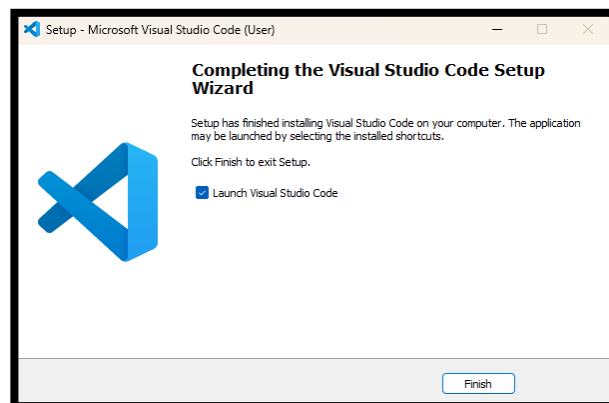 Setup - Microsoft Visual Studio Code (User)
Completing the Visual Studio Code Setup
Wizard
Setup has finished installing Visual Studio Code on your computer. The application
may be launched by selecting the installed shortcuts.
Click Finish to exit Setup.
Launch Visual Studio Code
Finish